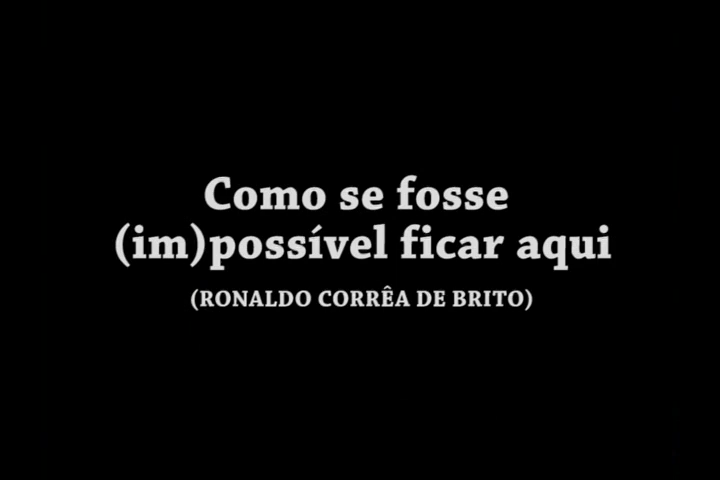 Como se fosse
(im)possível ficar aqui
(RONALDO CORRÊA DE BRITO)